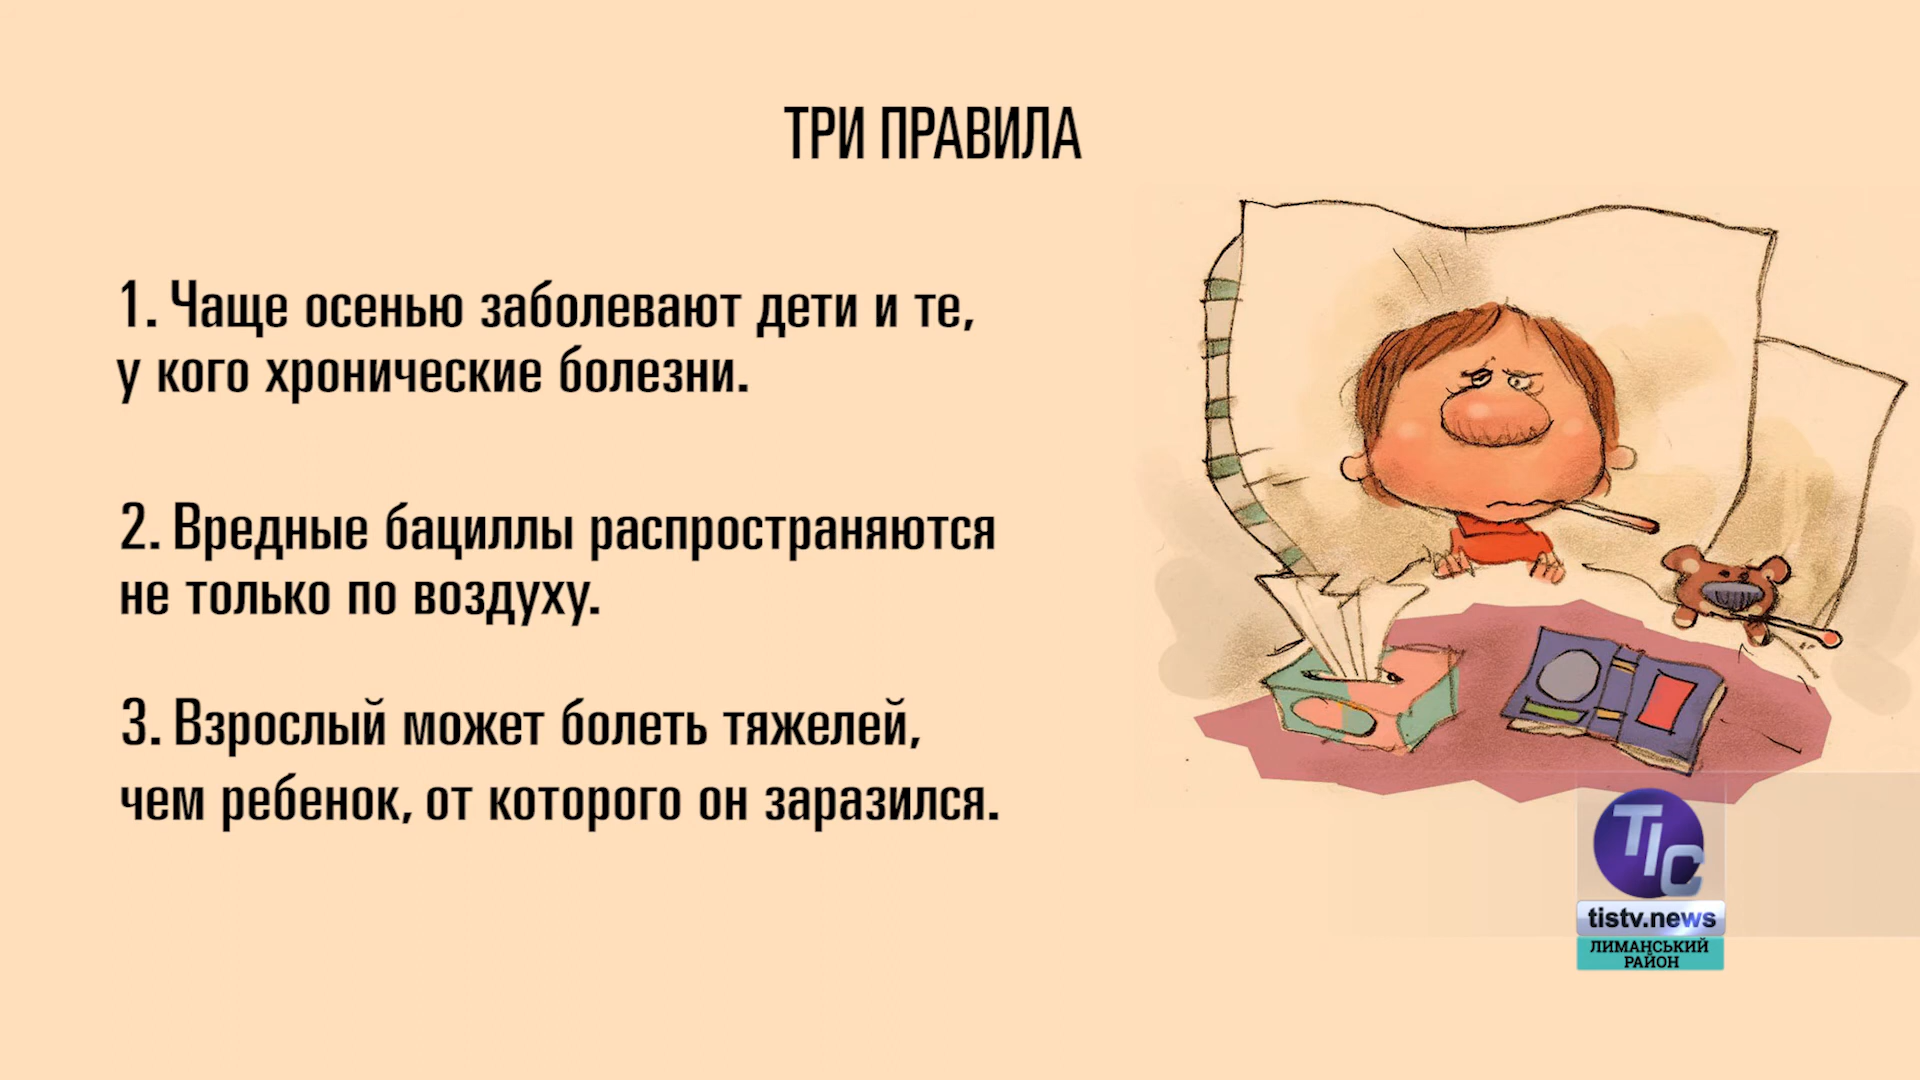 ТРИ ПРАВИЛА
1. Чаще осенью заболевают дети и те,
у кого хронические болезни.
2. Вредные бациллы распространяются
не только по воздуху.
3. Взрослый может болеть тяжелей,
чем ребенок, от которого он заразился.
ТІС
tistv.news
ЛИМАНСЬКИЙ
РАЙОН